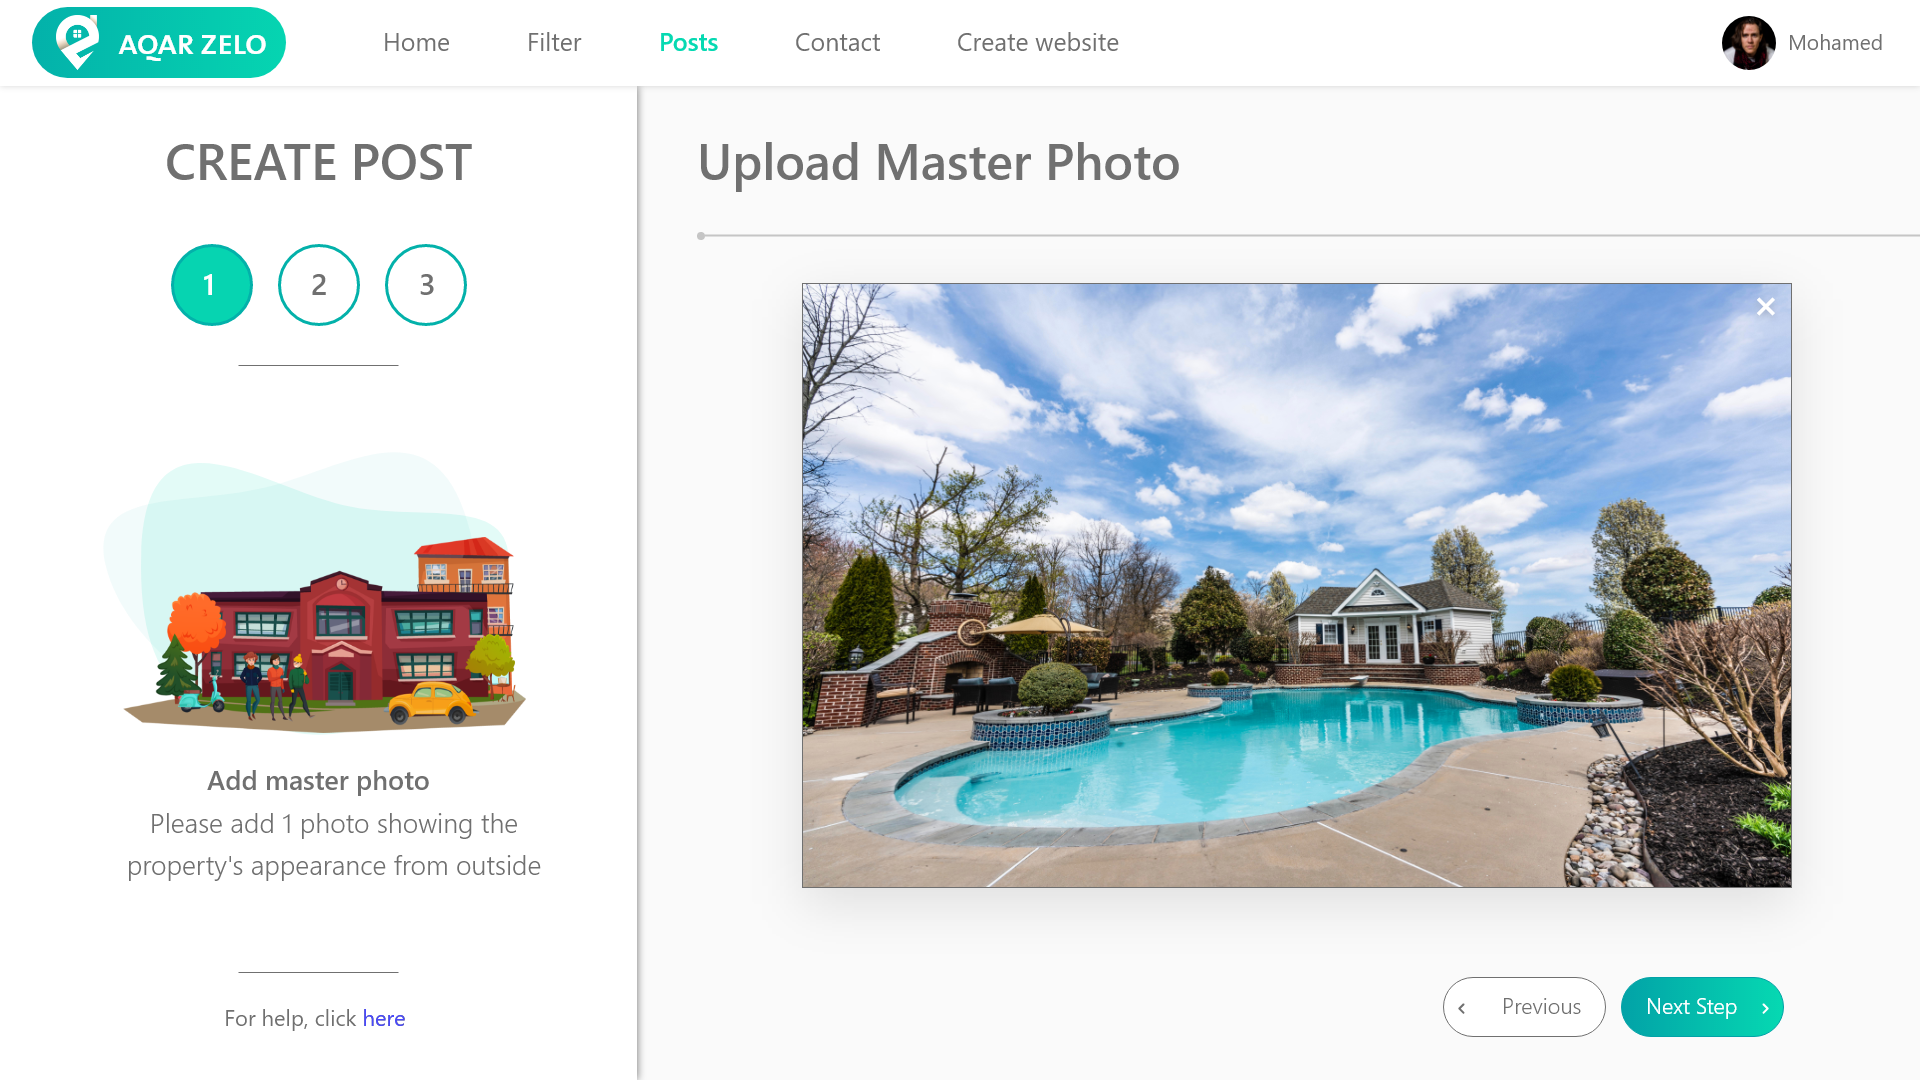 AQAR ZELO
Home
Filter
Posts
Contact
Create website
Mohamed
CREATE POST
1
2
3
Add master photo
Please add 1 photo showing the
property's appearance from outside
For help, click here
Upload Master Photo
Previous
Next Step